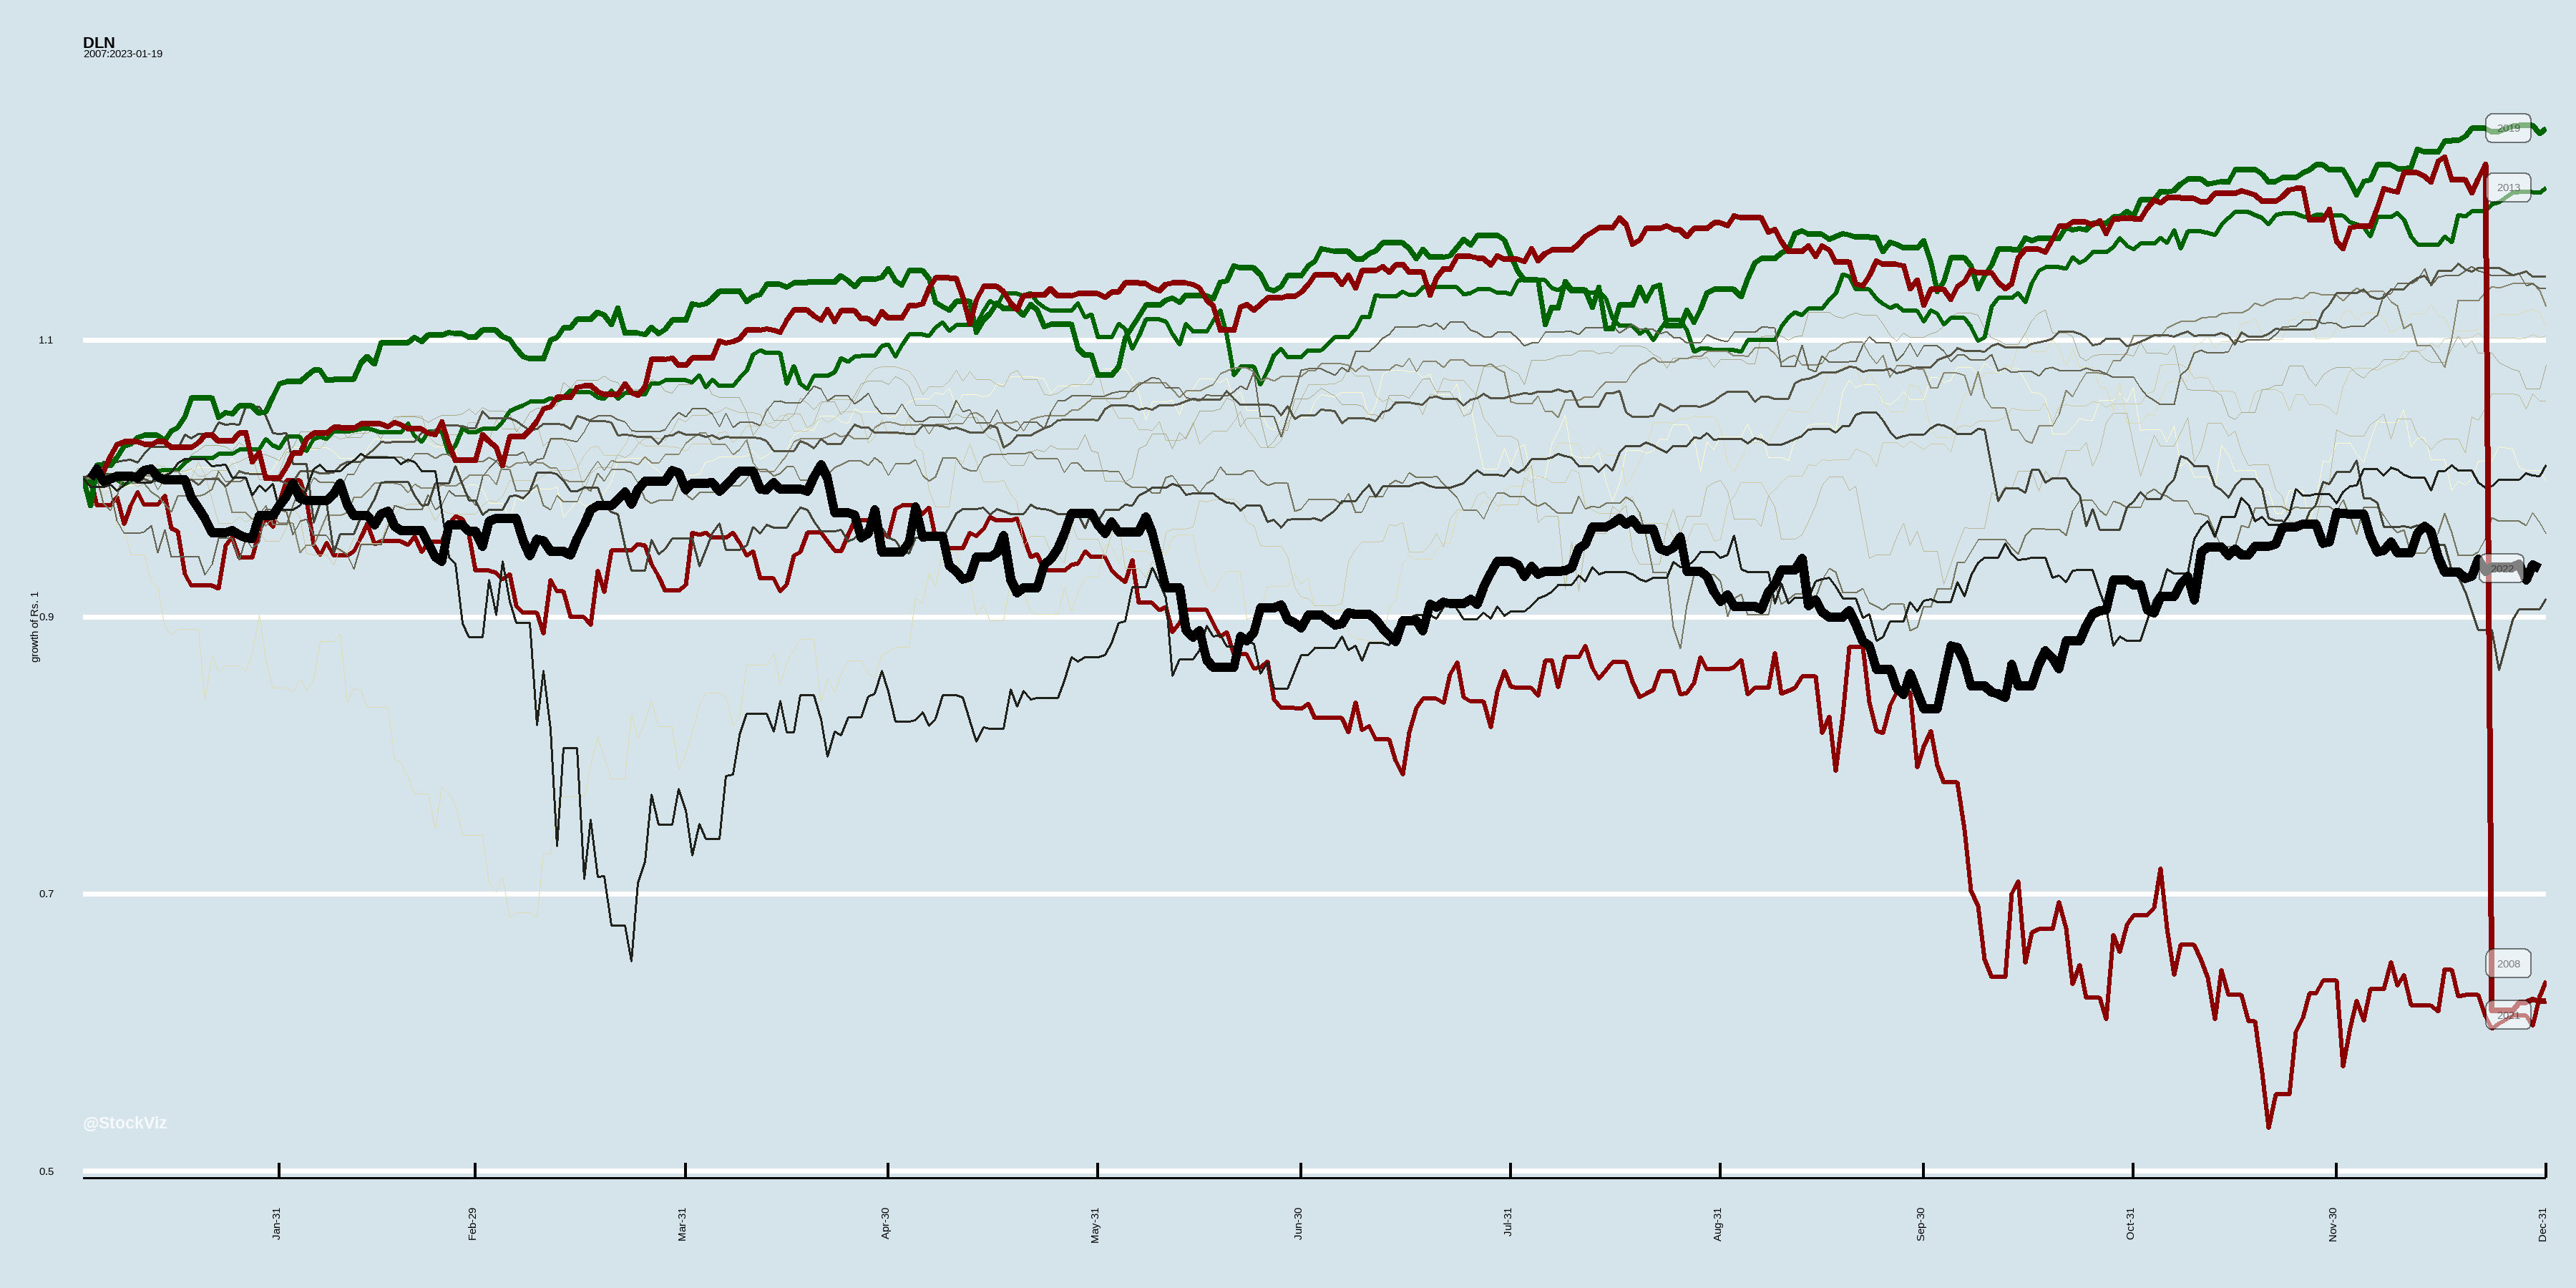 DLN
2007:2023-01-19
2019
2013
1.1
2022
0.9
growth of Rs. 1
0.7
2008
2021
@StockViz
0.5
Jan-31
Feb-29
Mar-31
Apr-30
May-31
Jun-30
Jul-31
Aug-31
Sep-30
Oct-31
Nov-30
Dec-31